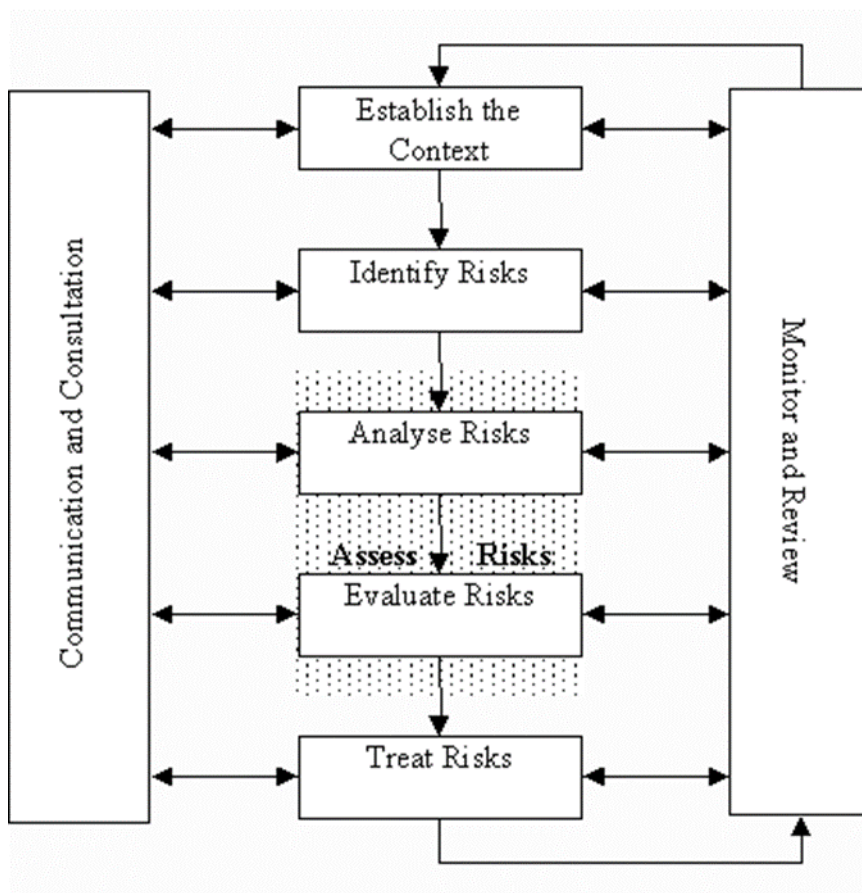 Establish the
Context
Identify Risks
Analyse Risks
Assess Risks
Evaluate Risks
Treat Risks
Communication and Consultation
Monitor and Review